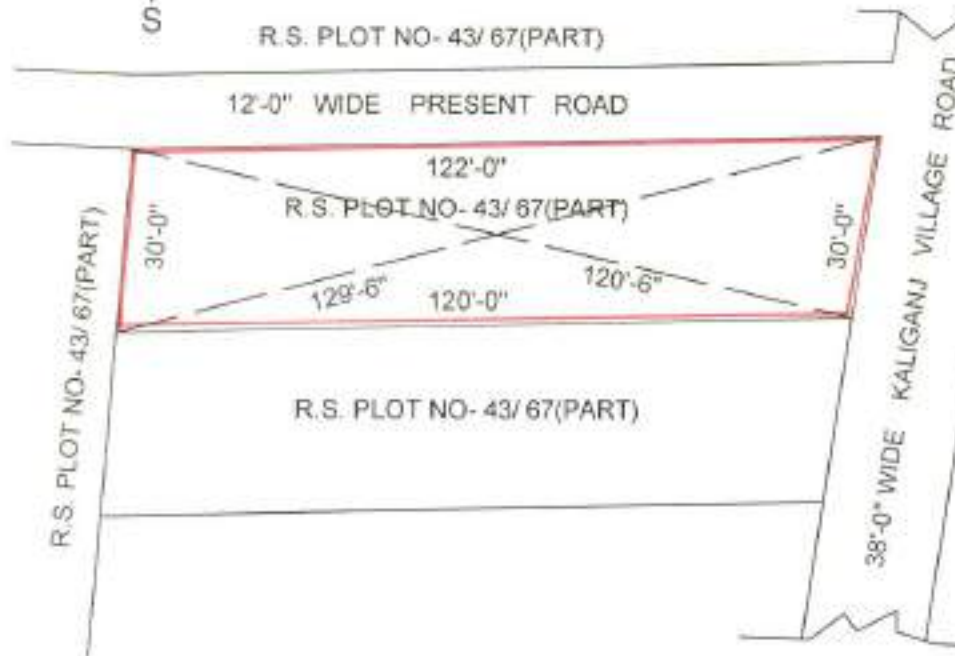 S
R.S. PLOT NO- 43/ 67(PART)
12'-0" WIDE PRESENT ROAD
122'-0"
R.S. PLOT NO- 43/ 67(PART)
30'-0"
30'-0"
129'-6"
120'-0"
120'-6"
R.S. PLOT NO- 43/ 67(PART)
R.S. PLOT NO- 43/ 67(PART)
38'-0" WIDE KALIGANJ VILLAGE ROAD